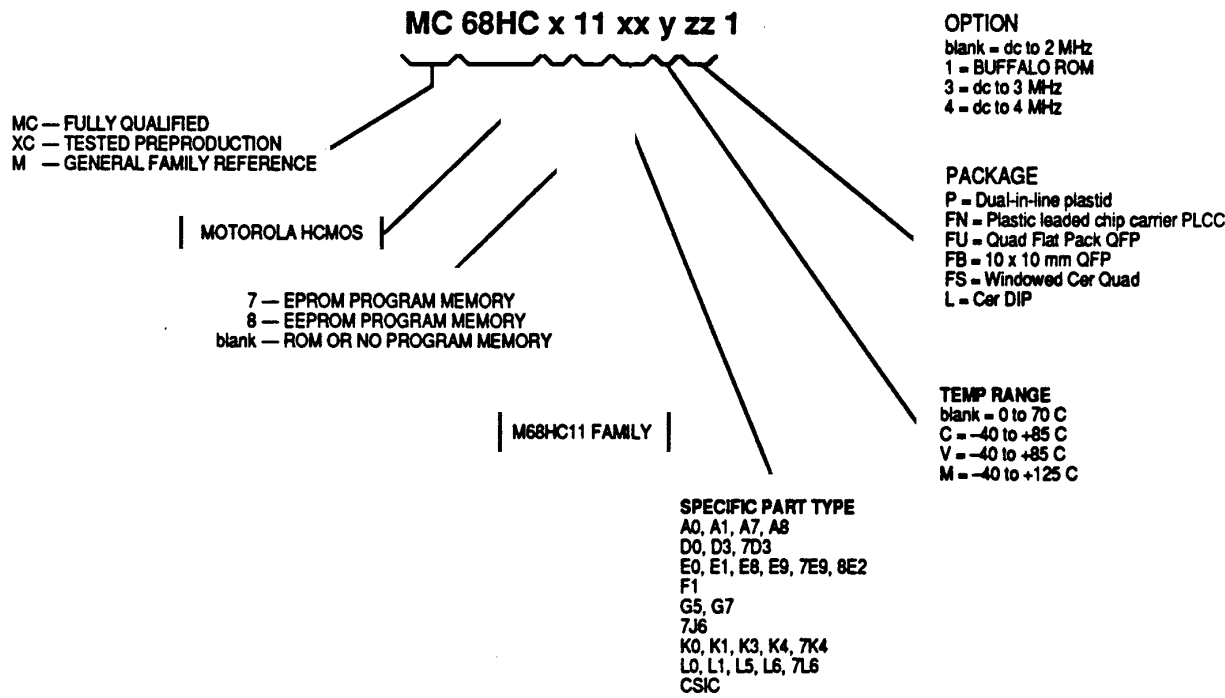 MC 68HC x 11 xx y zz 1
MC — FULLY QUALIFIED
XC — TESTED PREPRODUCTION
M — GENERAL FAMILY REFERENCE
MOTOROLA HCMOS
7 — EPROM PROGRAM MEMORY
8 — EEPROM PROGRAM MEMORY
blank — ROM OR NO PROGRAM MEMORY
M68HC11 FAMILY
SPECIFIC PART TYPE
A0, A1, A7, A8
D0, D3, 7D3
E0, E1, E8, E9, 7E9, 8E2
F1
G5, G7
7J6
K0, K1, K3, K4, 7K4
L0, L1, L5, L6, 7L6
CSIC
OPTION
blank = dc to 2 MHz
1 = BUFFALO ROM
3 = dc to 3 MHz
4 = dc to 4 MHz
PACKAGE
P = Dual-in-line plastid
FN = Plastic leaded chip carrier PLCC
FU = Quad Flat Pack QFP
FB = 10 x 10 mm QFP
FS = Windowed Cer Quad
L = Cer DIP
TEMP RANGE
blank = 0 to 70 C
C = –40 to +85 C
V = –40 to +85 C
M = –40 to +125 C